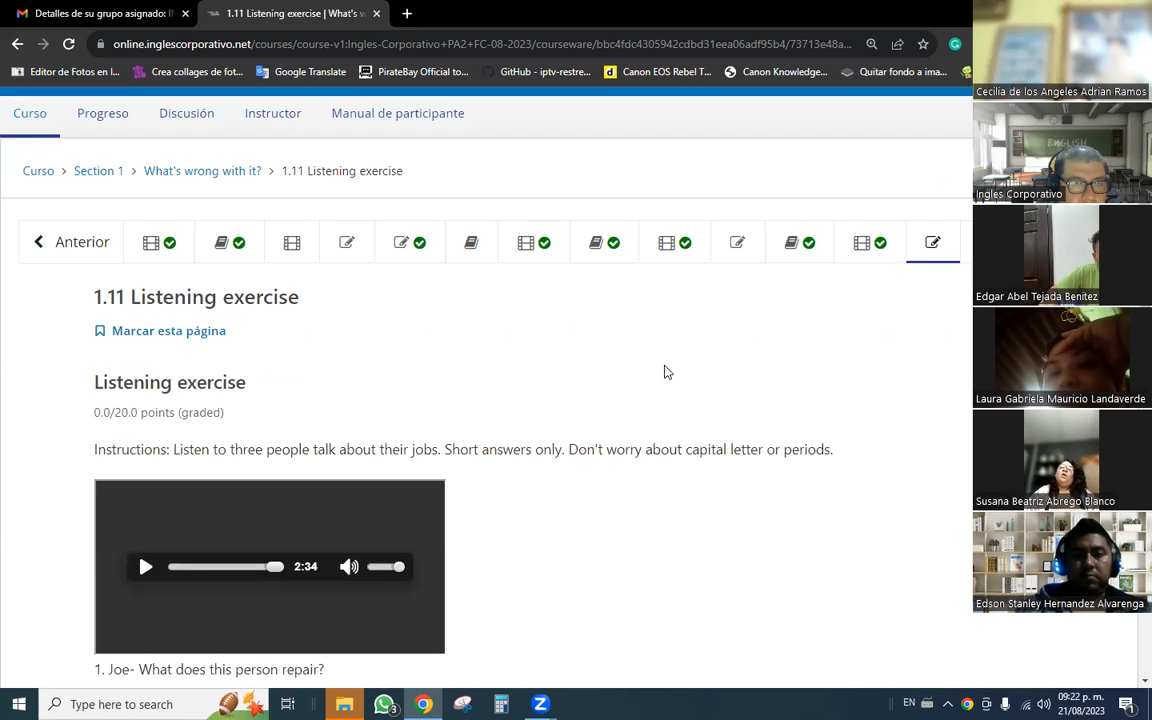 Detalles de su grupo asignado: I
1.11 Listening exercise | What's w
online.inglescorporativo.net/courses/course-v1:Ingles-Corporativo+PA2+FC-08-2023/courseware/bbc4fdc4305942cdbd31eea06adf95b4/73713e48a...
Editor de Fotos en l...
Crea collages de fot...
Google Translate
PirateBay Official to...
GitHub - iptv-restre...
Canon EOS Rebel T...
Canon Knowledge...
Quitar fondo a ima...
Cecilia de los Angeles Adrian Ramos
Curso
Progreso
Discusión
Instructor
Manual de participante
ENGLISH
Ingles Corporativo
Curso > Section 1 > What's wrong with it? > 1.11 Listening exercise
Anterior
1.11 Listening exercise
Edgar Abel Tejada Benitez
Marcar esta página
Listening exercise
Laura Gabriela Mauricio Landaverde
0.0/20.0 points (graded)
Instructions: Listen to three people talk about their jobs. Short answers only. Don't worry about capital letter or periods.
Susana Beatriz Abrego Blanco
2:34
Edson Stanley Hernandez Alvarenga
1. Joe- What does this person repair?
Type here to search
3
EN
09:22 p. m.
21/08/2023
1